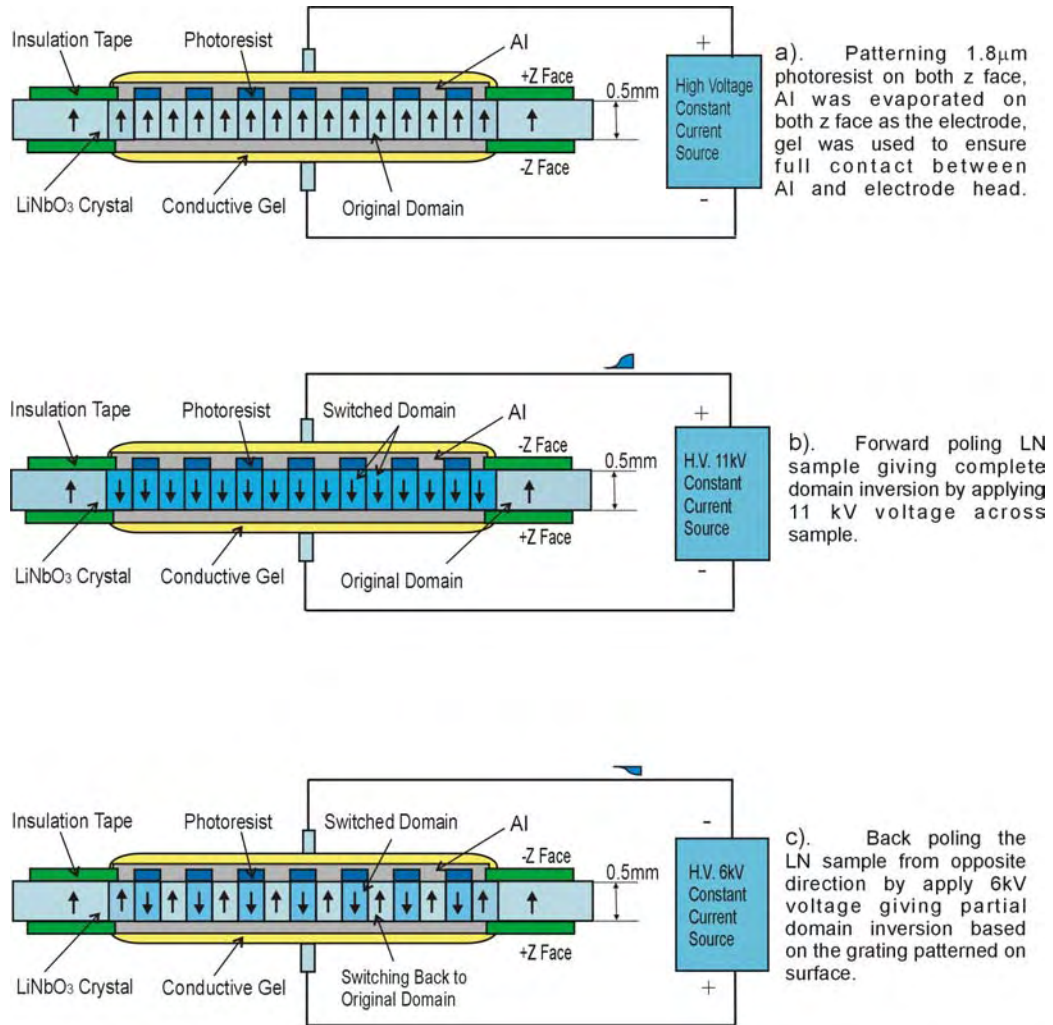 Insulation Tape
Photoresist
Al
+Z Face
0.5mm
-Z Face
LiNbO3 Crystal
Conductive Gel
Original Domain
+
High Voltage
Constant
Current
Source
-
a). Patterning 1.8μm
photoresist on both z face,
Al was evaporated on
both z face as the electrode,
gel was used to ensure
full contact between
Al and electrode head.
Insulation Tape
Photoresist
Switched Domain
Al
-Z Face
0.5mm
+Z Face
LiNbO3 Crystal
Conductive Gel
Original Domain
+
H.V. 11kV
Constant
Current
Source
-
b). Forward poling LN
sample giving complete
domain inversion by applying
11 kV voltage across
sample.
Insulation Tape
Photoresist
Switched Domain
Al
-Z Face
0.5mm
+Z Face
LiNbO3 Crystal
Conductive Gel
Switching Back to
Original Domain
-
H.V. 6kV
Constant
Current
Source
+
c). Back poling the
LN sample from opposite
direction by apply 6kV
voltage giving partial
domain inversion based
on the grating patterned on
surface.